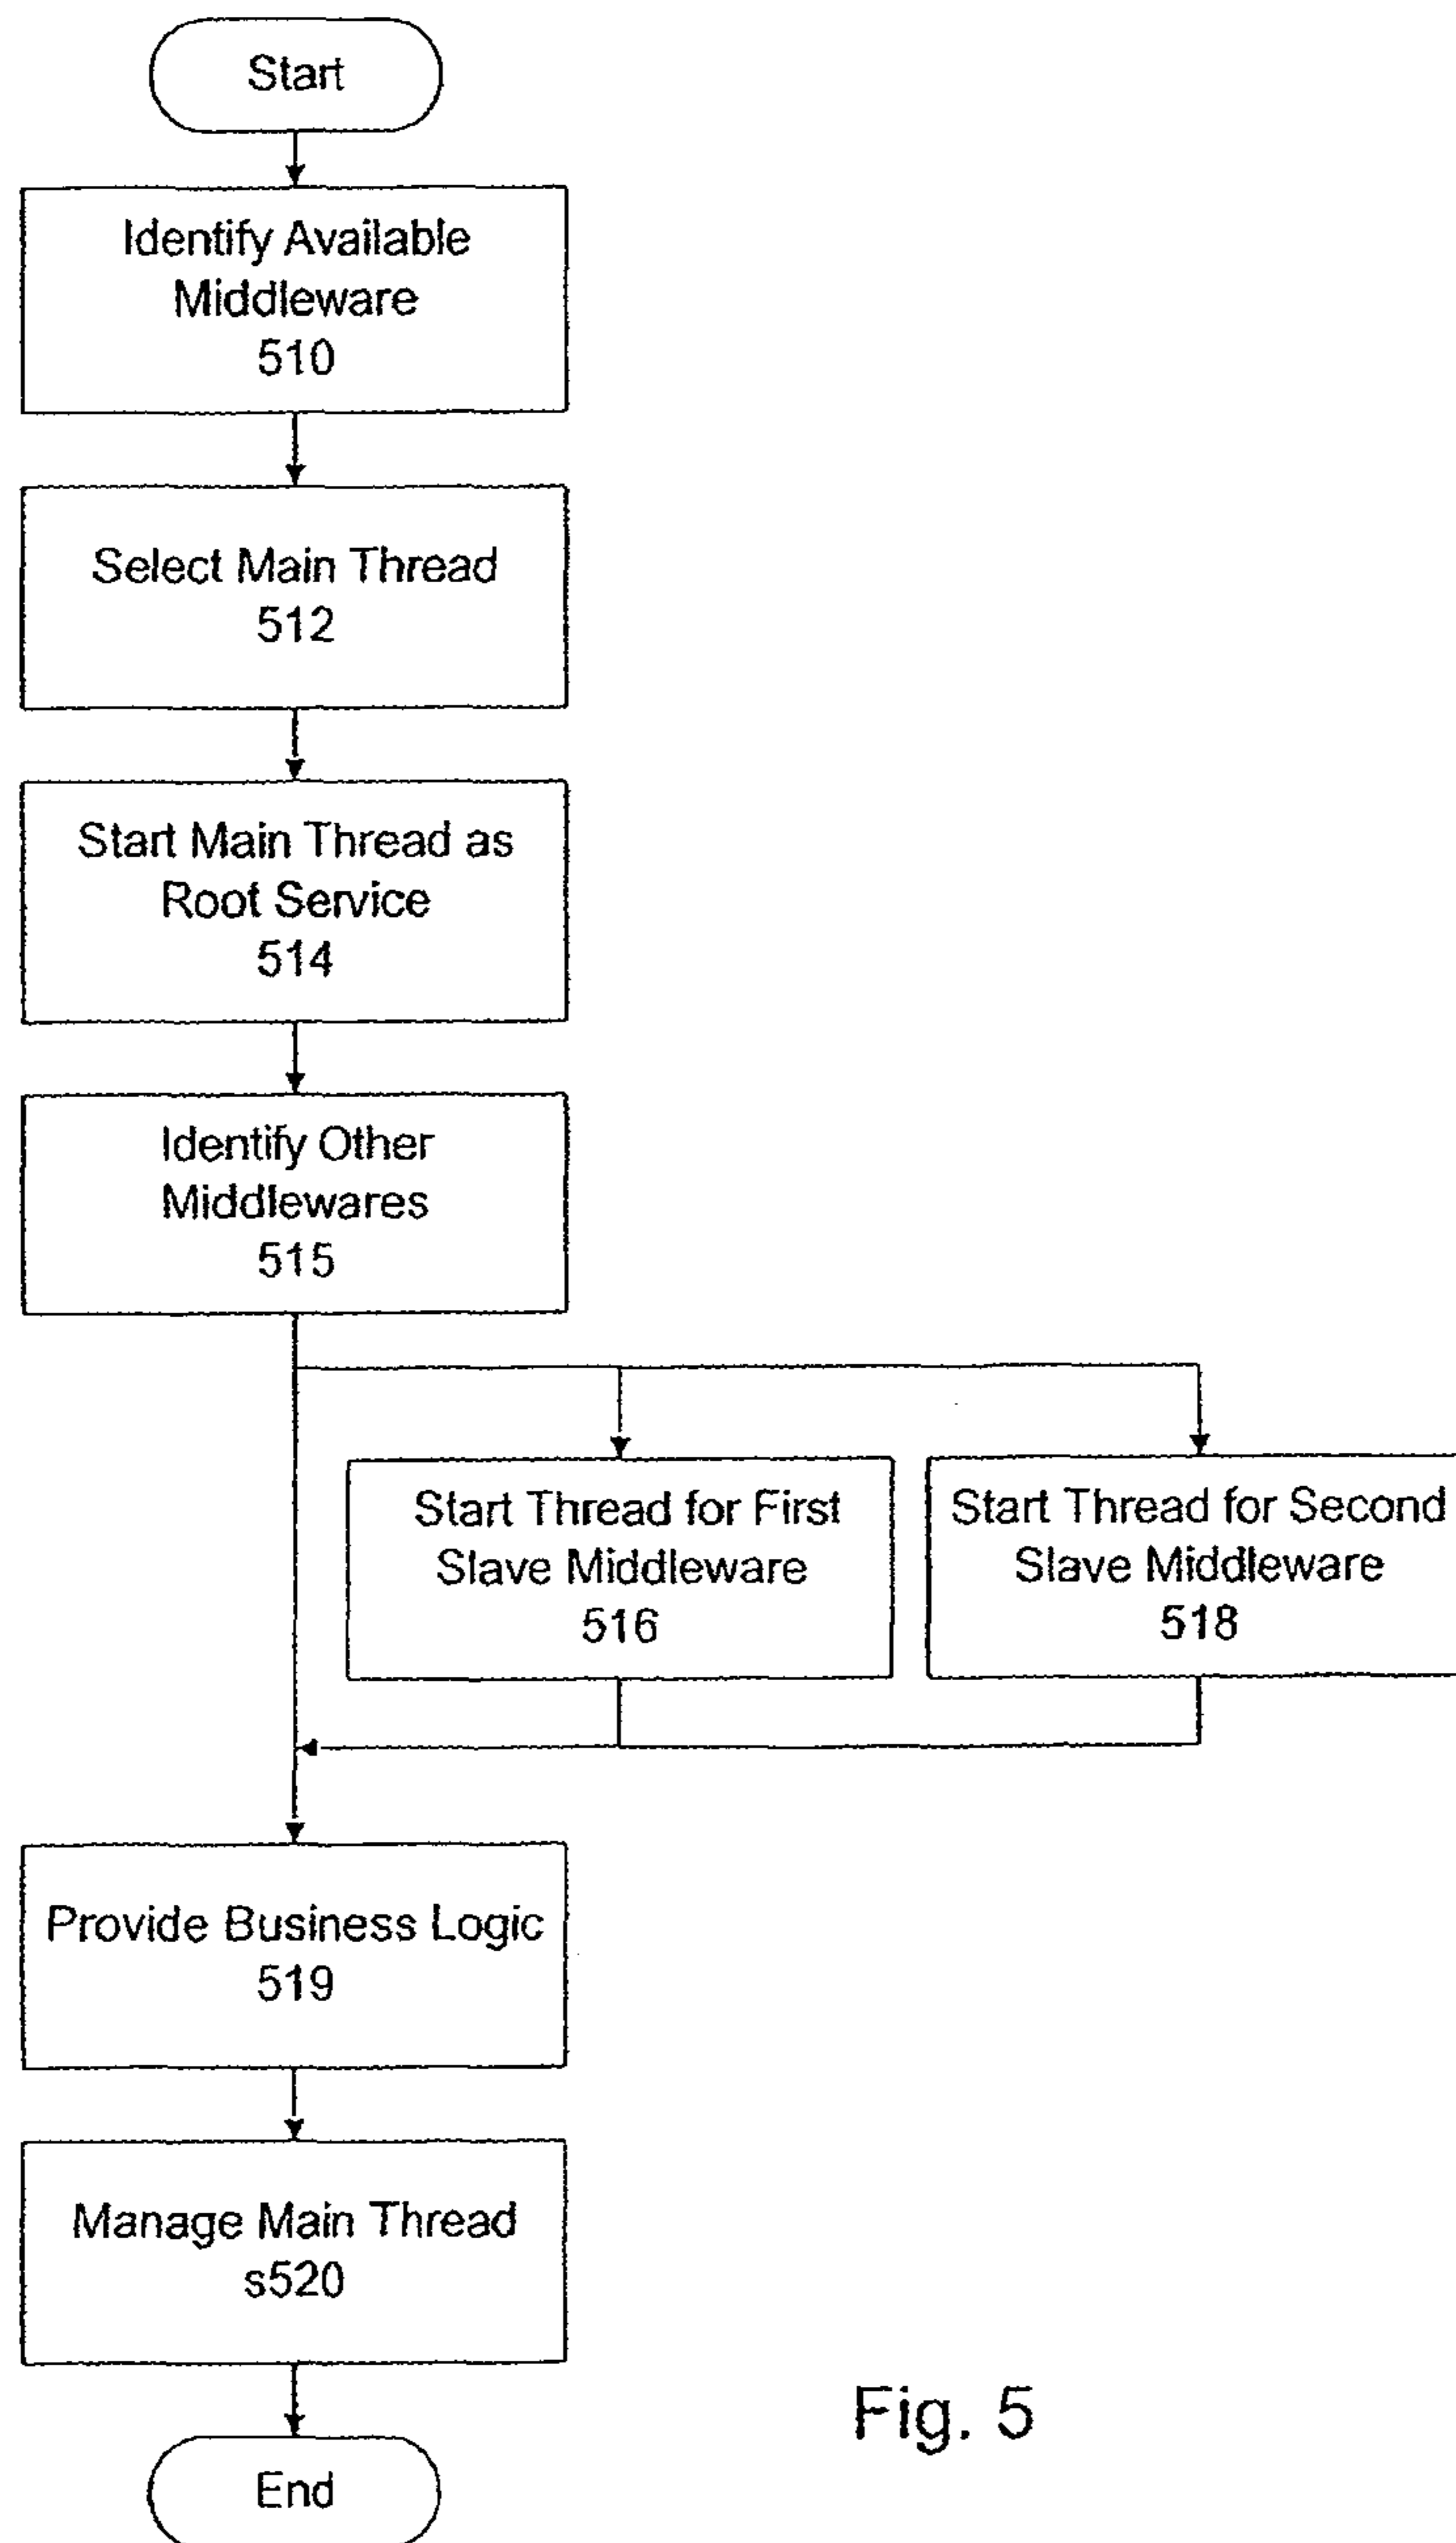 Start
Identify Available
Middleware
510
Select Main Thread
512
Start Main Thread as
Root Service
514
Identify Other
Middlewares
515
Start Thread for First
Slave Middleware
516
Start Thread for Second
Slave Middleware
518
Provide Business Logic
519
Manage Main Thread
s520
End
Fig. 5